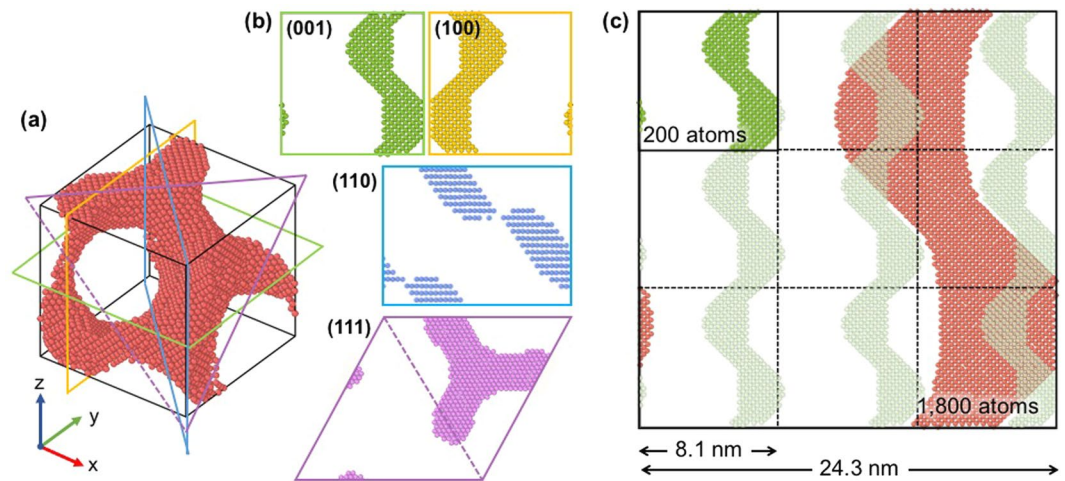 (a)
z
y
x
(b)
(001)
(100)
(110)
(111)
(c)
200 atoms
1,800 atoms
8.1 nm
24.3 nm